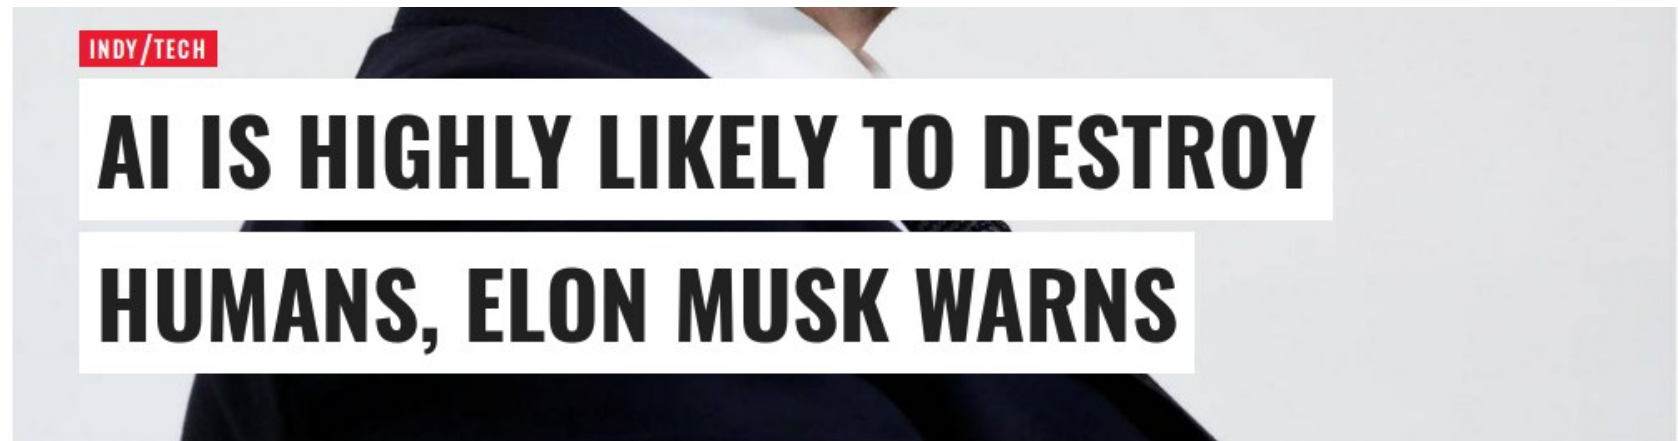 INDY/TECH
AI IS HIGHLY LIKELY TO DESTROY
HUMANS, ELON MUSK WARNS